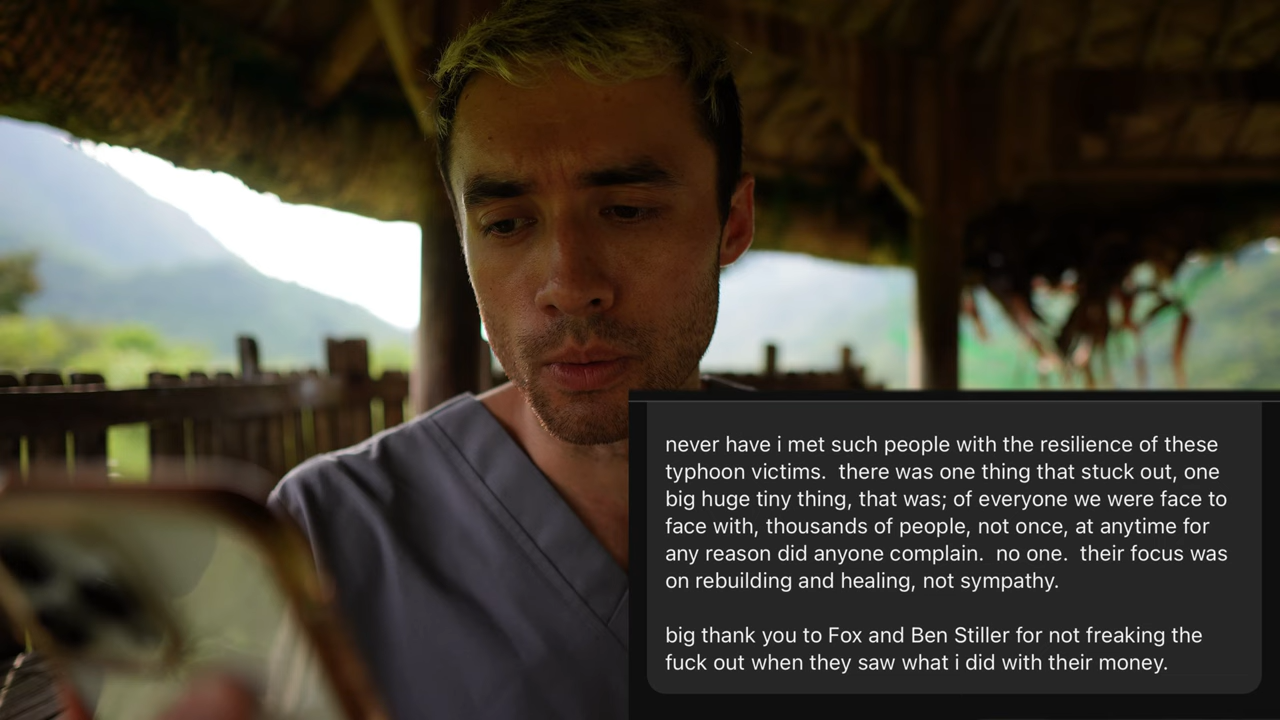 never have i met such people with the resilience of these
typhoon victims.  there was one thing that stuck out, one
big huge tiny thing, that was; of everyone we were face to
face with, thousands of people, not once, at anytime for
any reason did anyone complain.  no one.  their focus was
on rebuilding and healing, not sympathy.
big thank you to Fox and Ben Stiller for not freaking the
fuck out when they saw what i did with their money.